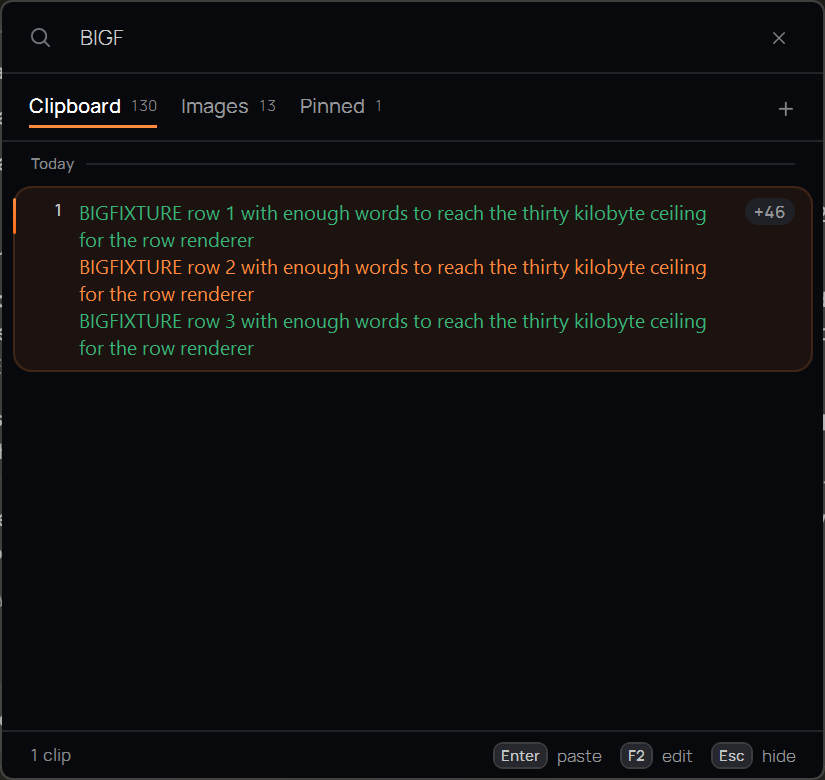 BIGF
Clipboard 130 Images 13 Pinned 1
Today
1 BIGFIXTURE row 1 with enough words to reach the thirty kilobyte ceiling +46
for the row renderer
BIGFIXTURE row 2 with enough words to reach the thirty kilobyte ceiling
for the row renderer
BIGFIXTURE row 3 with enough words to reach the thirty kilobyte ceiling
for the row renderer
1 clip Enter paste F2 edit Esc hide